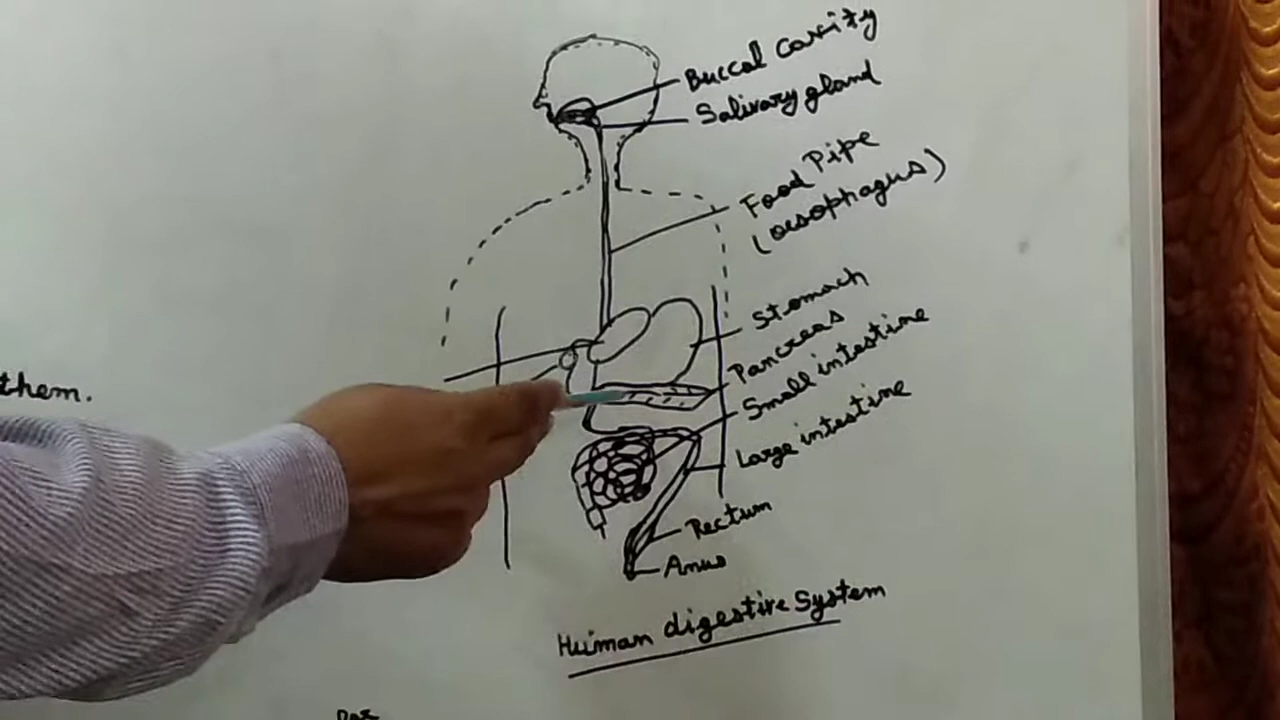 Buccal cavity
Salivary gland
Food Pipe
(oesophagus)
Stomach
Pancreas
Small intestine
Large intestine
them.
Rectum
Anus
Human digestive System